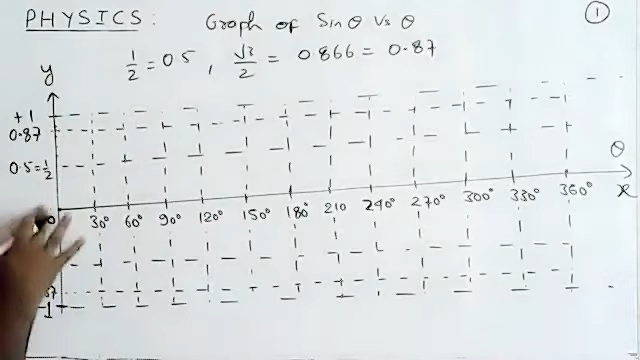 PHYSICS: Graph of Sinθ Vs θ
1
1/2 = 0.5, √3/2 = 0.866 = 0.87
y
+1
0.87
0.5=1/2
θ
x
0 30° 60° 90° 120° 150° 180° 210 240° 270° 300° 330° 360°
-1